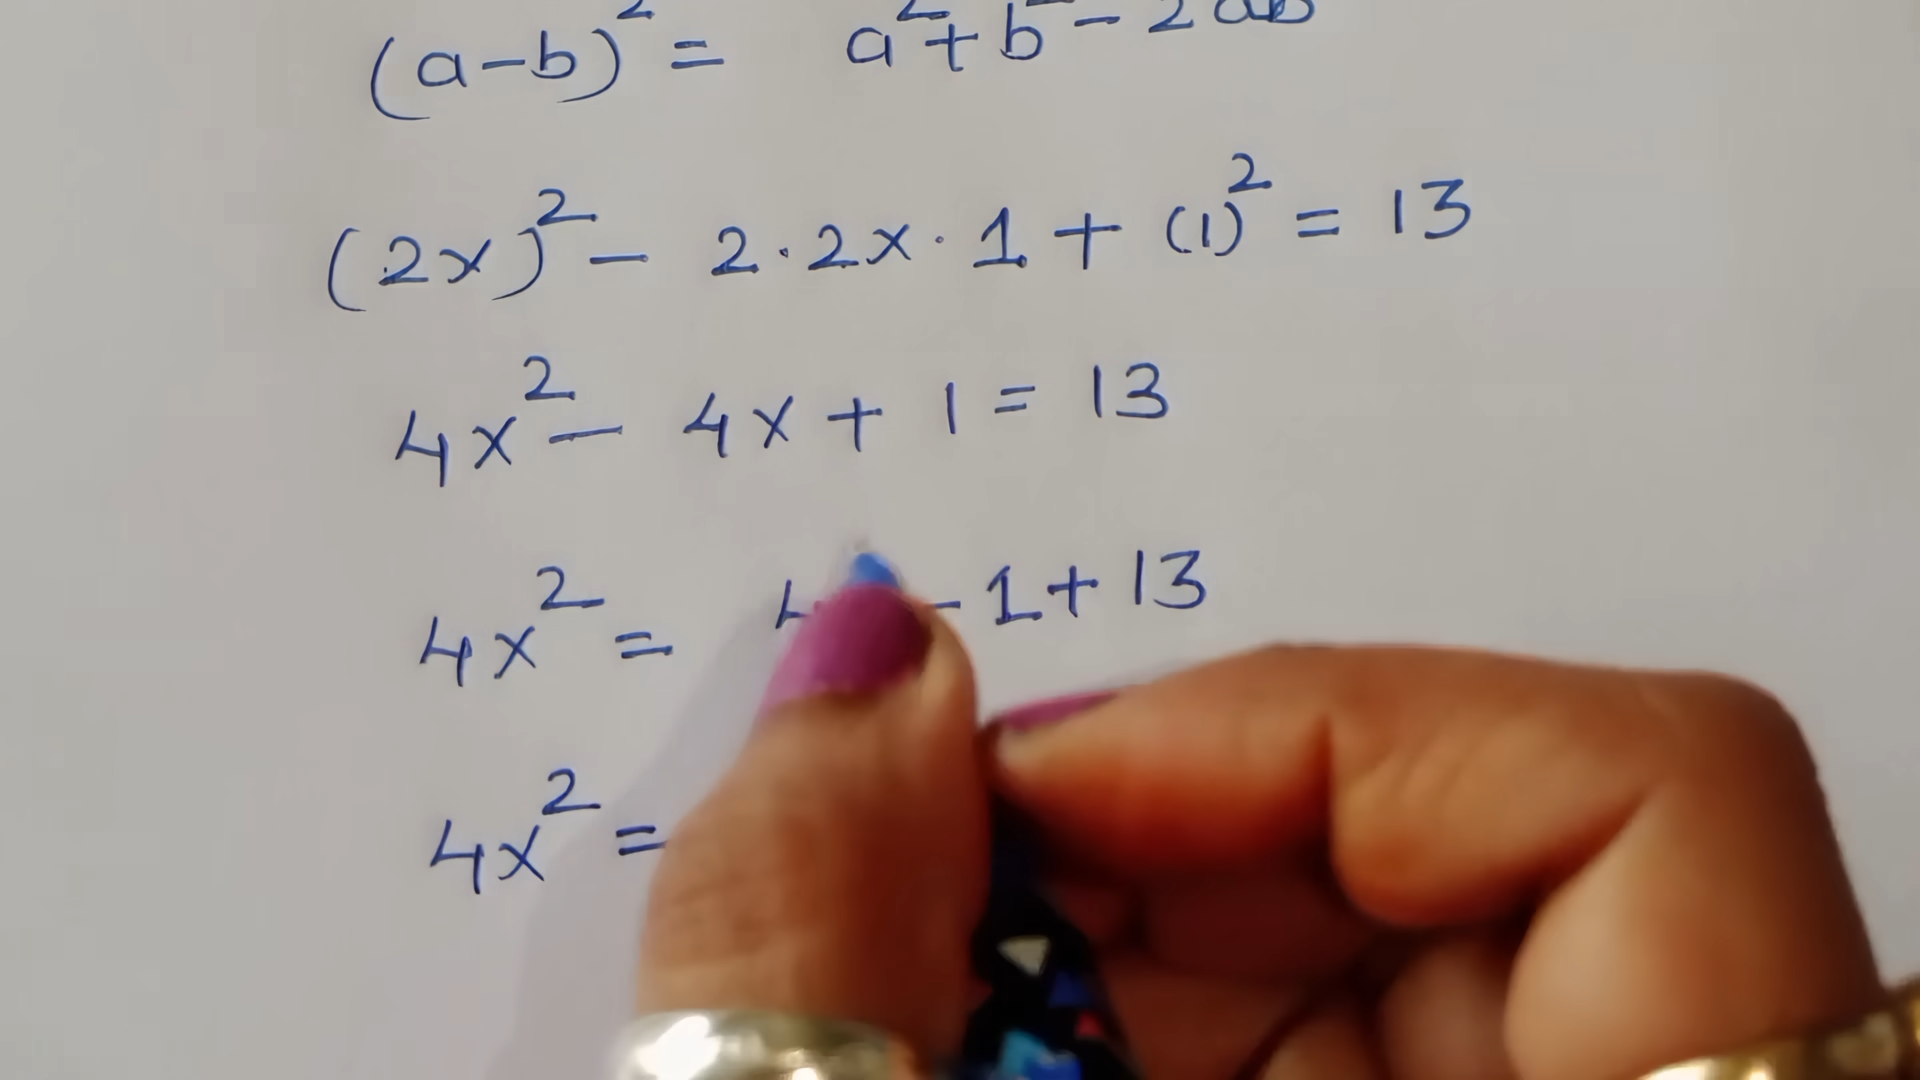 (a-b)² = a²+b²-2ab
(2x)² - 2·2x·1 + (1)² = 13
4x² - 4x + 1 = 13
4x² = 4 - 1 + 13
4x² =